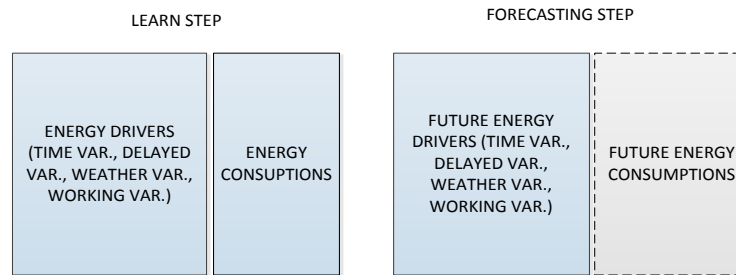 LEARN STEP
FORECASTING STEP
ENERGY DRIVERS
(TIME VAR., DELAYED
VAR., WEATHER VAR.,
WORKING VAR.)
ENERGY
CONSUPTIONS
FUTURE ENERGY
DRIVERS (TIME VAR.,
DELAYED VAR.,
WEATHER VAR.,
WORKING VAR.)
FUTURE ENERGY
CONSUMPTIONS